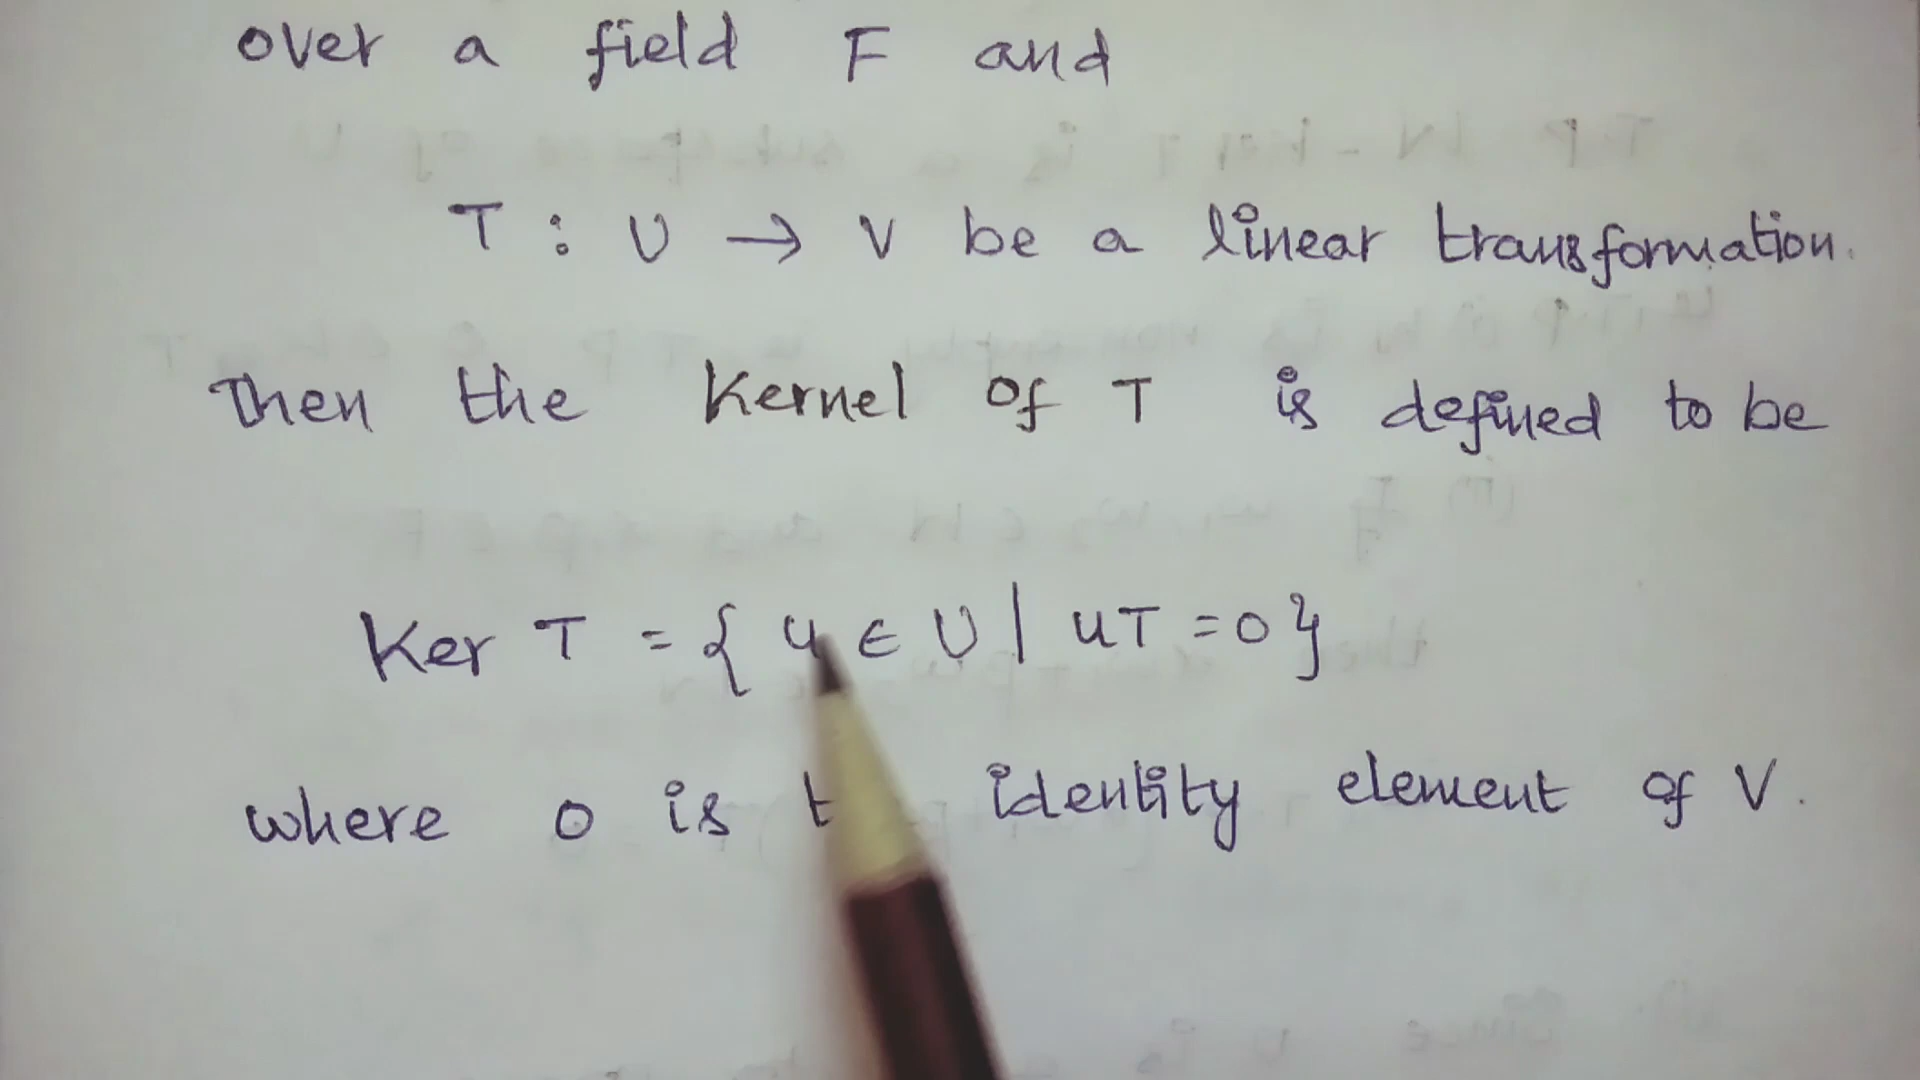 over a field F and
T : U → V be a linear transformation.
Then the Kernel of T is defined to be
Ker T = { u ∈ U | uT = 0 }
where 0 is identity element of V.